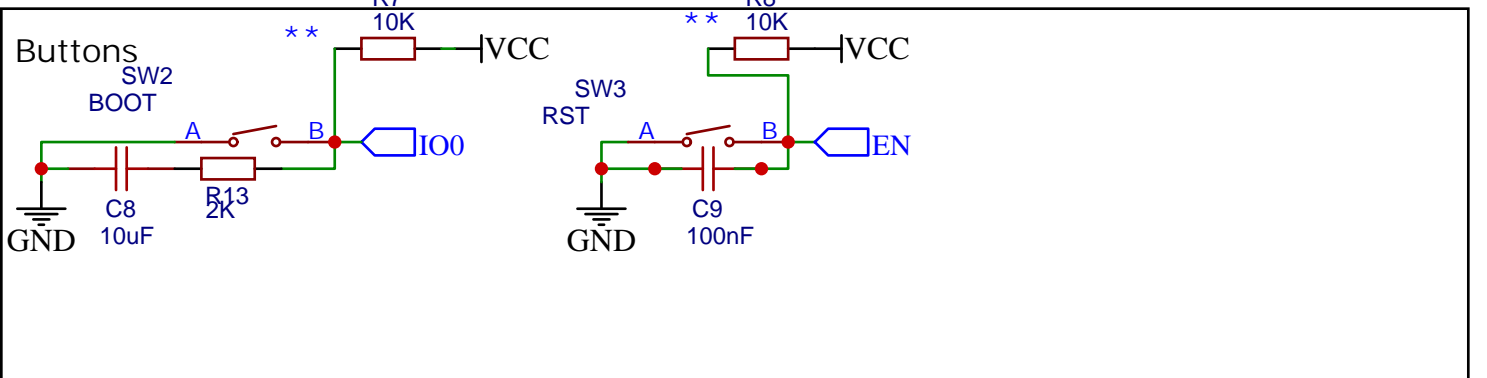 10K
**
Buttons
VCC
SW2
BOOT
A
B
IO0
R13
2K
C8
10uF
GND
10K
**
VCC
SW3
RST
A
B
EN
C9
100nF
GND